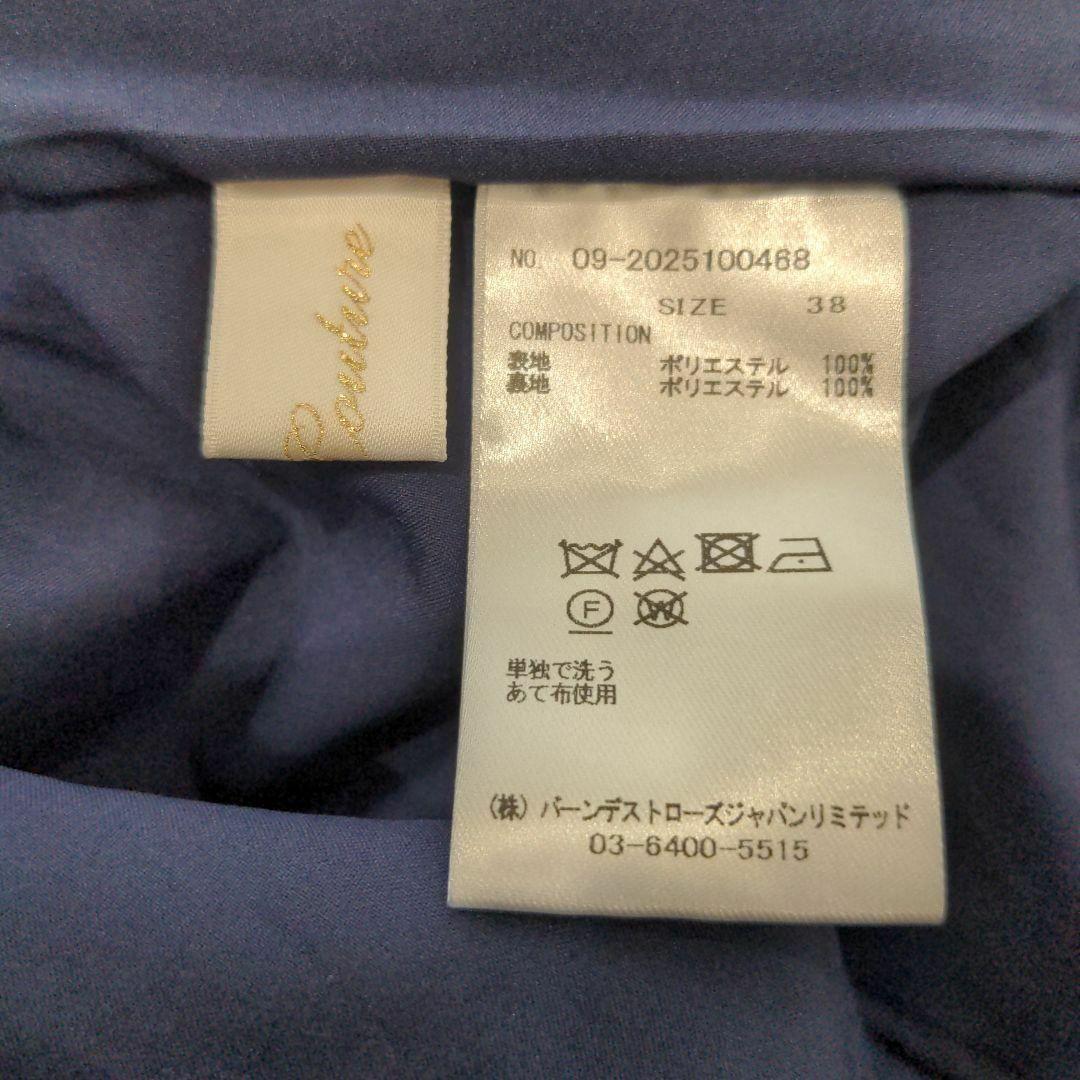 Couture
NO. 09-2025100468
SIZE 38
COMPOSITION
表地 ポリエステル 100%
裏地 ポリエステル 100%
F
W
単独で洗う
あて布使用
(株) バーンデストローズジャパンリミテッド
03-6400-5515